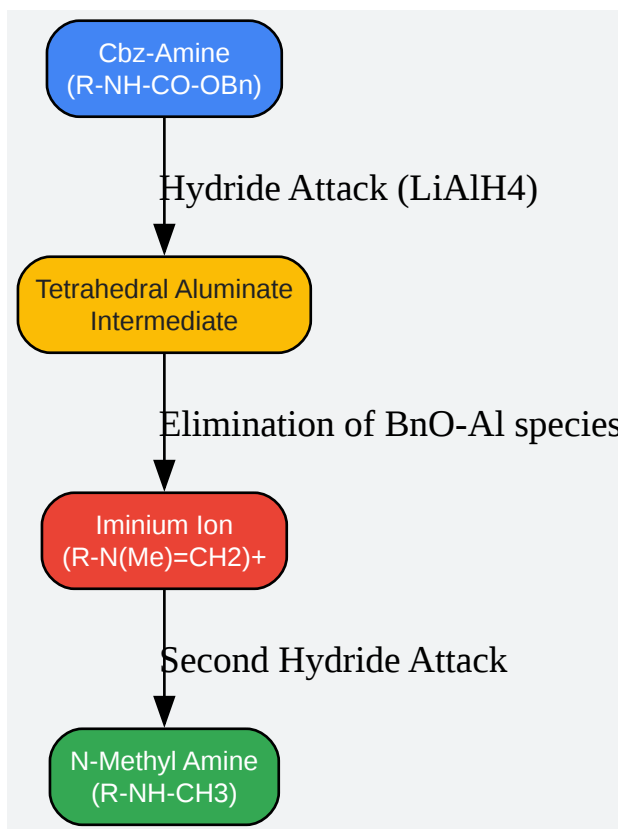 Cbz-Amine
(R-NH-CO-OBn)
Hydride Attack (LiAlH4)
Tetrahedral Aluminate
Intermediate
Elimination of BnO-Al species
Iminium Ion
(R-N(Me)=CH2)+
Second Hydride Attack
N-Methyl Amine
(R-NH-CH3)